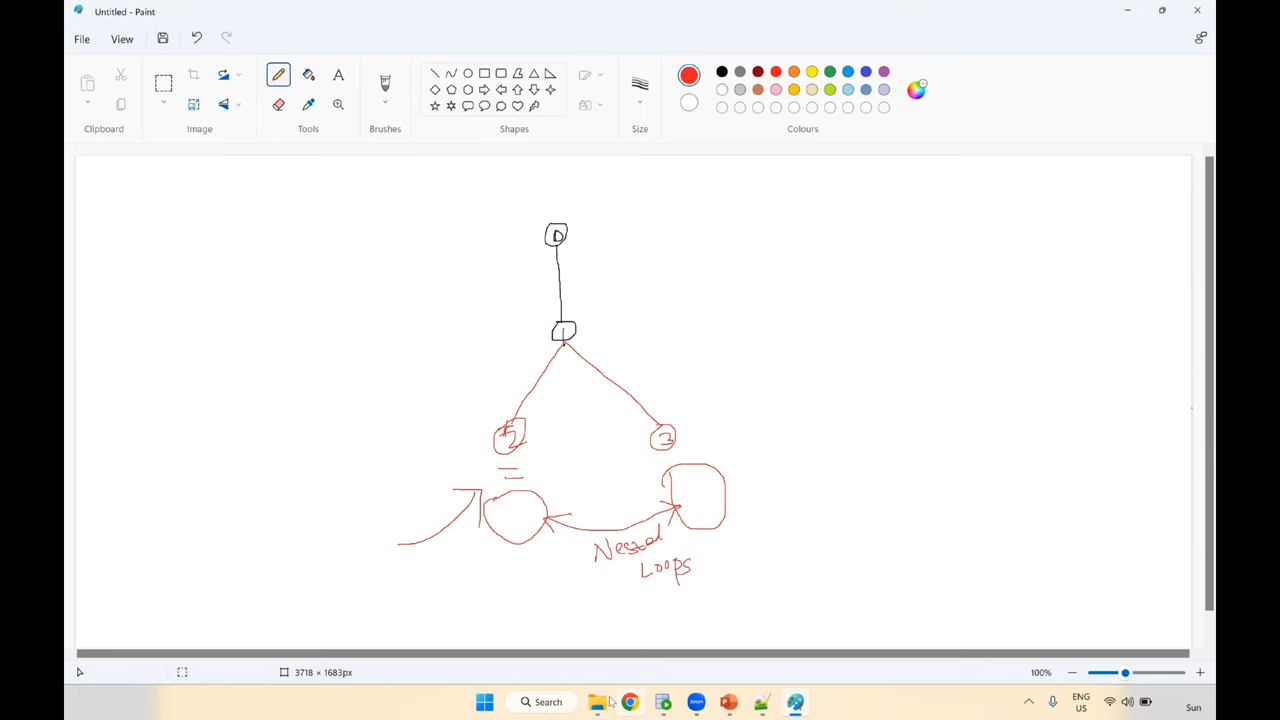 Untitled - Paint
File View
Clipboard
Image
Tools
Brushes
Shapes
Size
Colours
0
1
2 3
Nested
Loops
3718 × 1683px
100%
Search
ENG
US
Sun